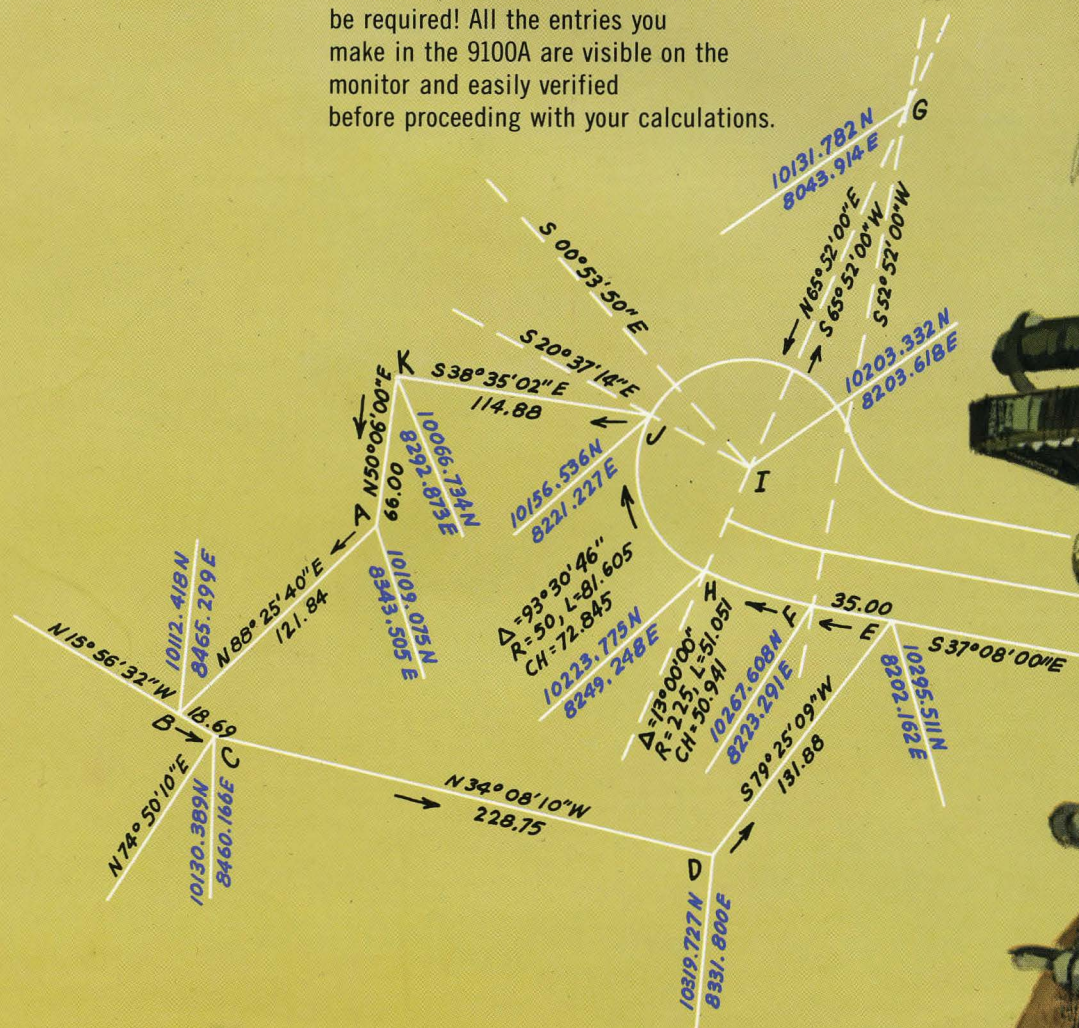 be required! All the entries you
make in the 9100A are visible on the
monitor and easily verified
before proceeding with your calculations.
G
10131.782 N
8043.914 E
N65°52'00"E
S 65°52'00"W
S52°52'00"W
S 00°53'50"E
S20°37'14"E
10203.332 N
8203.618 E
K
S38°35'02"E
114.88
J
I
N50°06'00"E
66.00
10066.734N
8292.873E
10156.536N
8221.227E
A
10109.075N
8343.505 E
N88°25'40"E
121.84
10112.418N
8465.299 E
N15°56'32"W
B
18.69
C
N74°50'10"E
10130.389N
8460.166E
N34°08'10"W
228.75
Δ=93°30'46"
R=50, L=81.605
CH=72.845
H
10223.775N
8249.248E
Δ=13°00'00"
R=225, L=51.051
CH=50.941
F
10267.608N
8223.291E
35.00
E
S37°08'00"E
10295.511N
8202.162E
S79°25'09"W
131.88
D
10319.727N
8331.800E